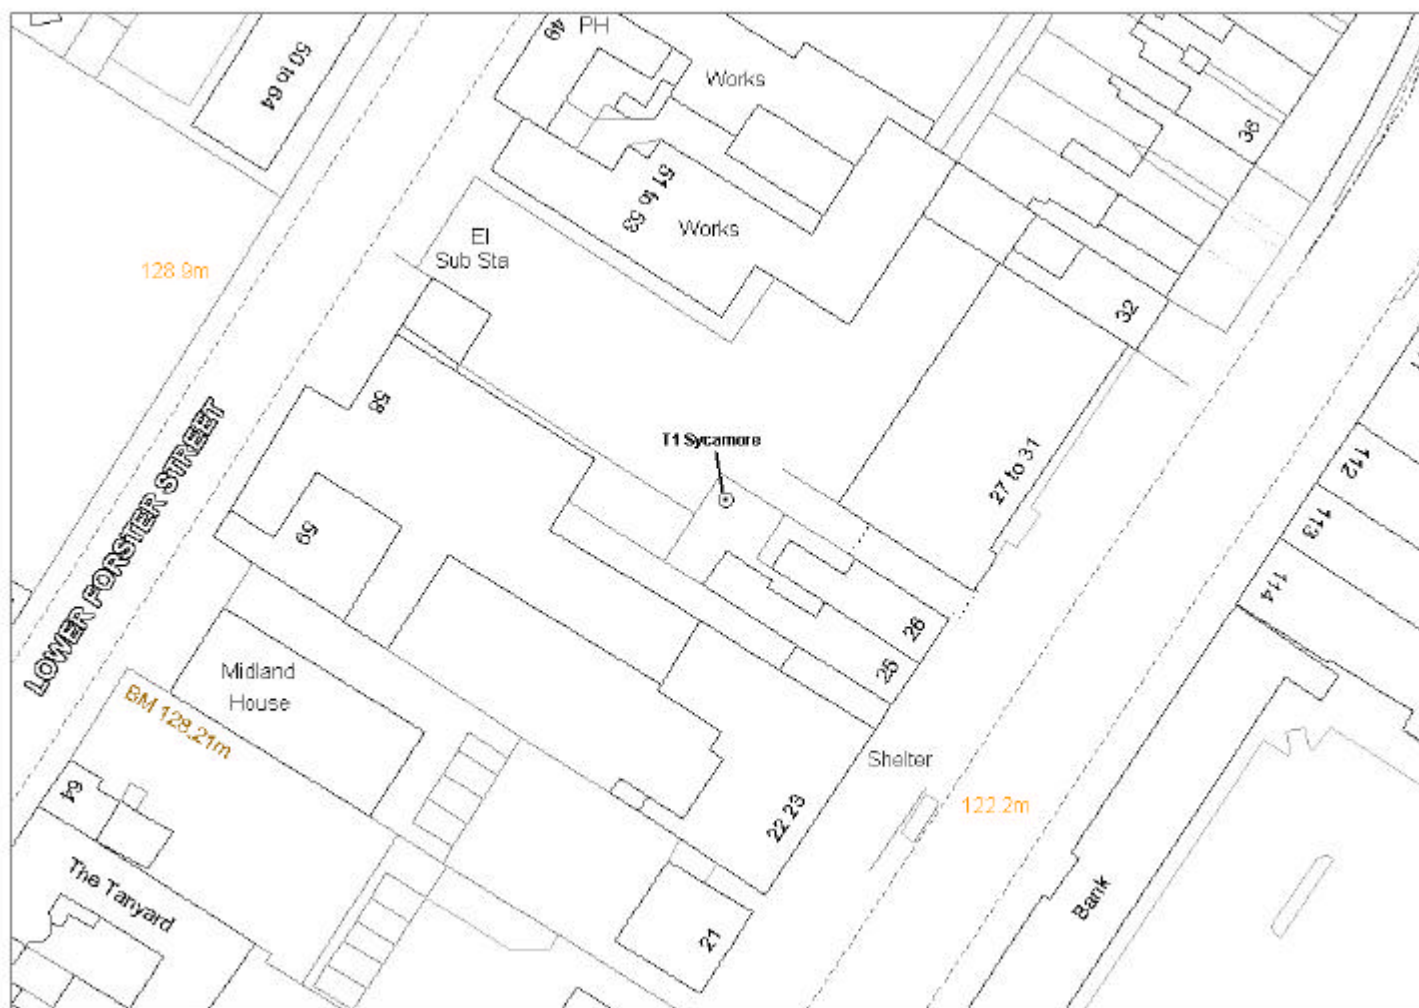 PH
49
50 to 64
Works
36
51 to 53
Works
El
Sub Sta
128.9m
32
58
T1 Sycamore
27 to 31
112
113
114
59
LOWER FORSTER STREET
26
25
Midland
House
BM 128.21m
Shelter
122.2m
64
22 23
The Tanyard
Bank
21